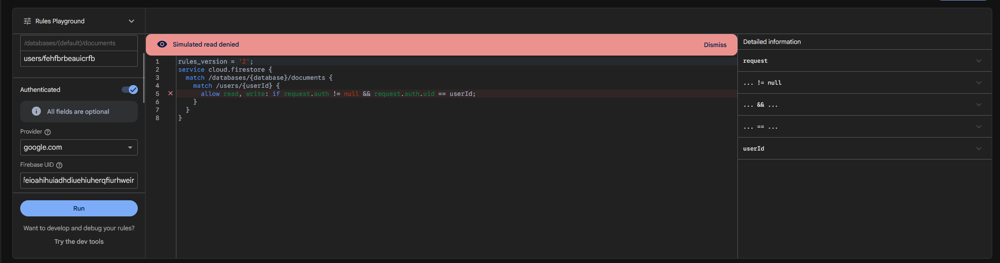 Rules Playground
/databases/(default)/documents
users/fehfbrbeauicrfb
Authenticated
All fields are optional
Provider
google.com
Firebase UID
feioahihuiadhdiuehiuherqfiurhweir
Run
Want to develop and debug your rules?
Try the dev tools
Simulated read denied
Dismiss
1 rules_version = '2';
2 service cloud.firestore {
3 match /databases/{database}/documents {
4 match /users/{userId} {
5 allow read, write: if request.auth != null && request.auth.uid == userId;
6 }
7 }
8 }
Detailed information
request
... != null
... && ...
... == ...
userId